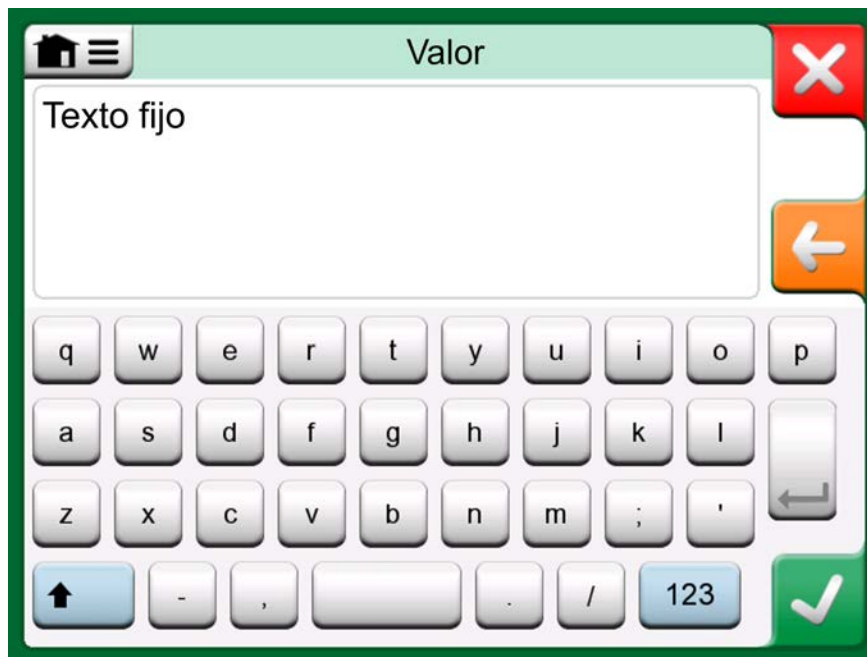 Valor
Texto fijo
q w e r t y u i o p
a s d f g h j k l
z x c v b n m ; '
- , . / 123